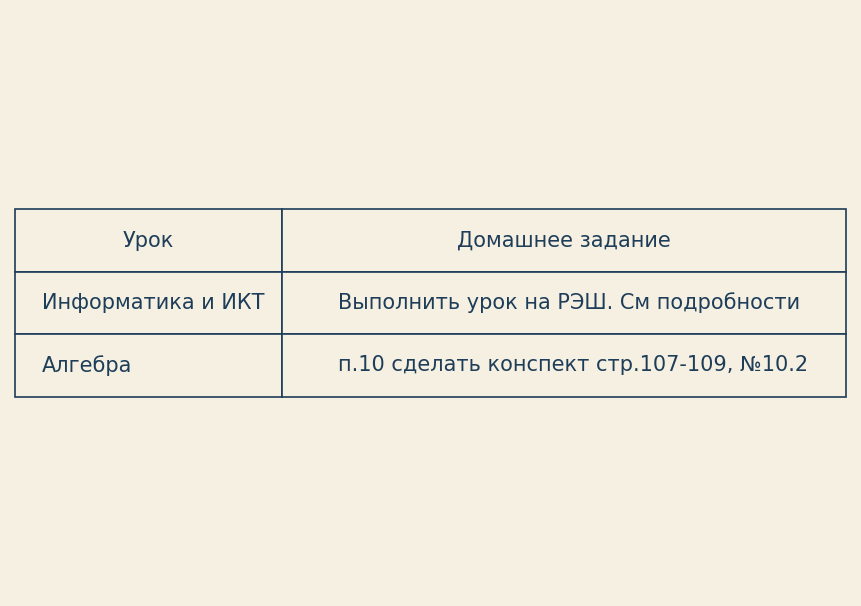 Урок Домашнее задание
Информатика и ИКТ Выполнить урок на РЭШ. См подробности
Алгебра п.10 сделать конспект стр.107-109, №10.2